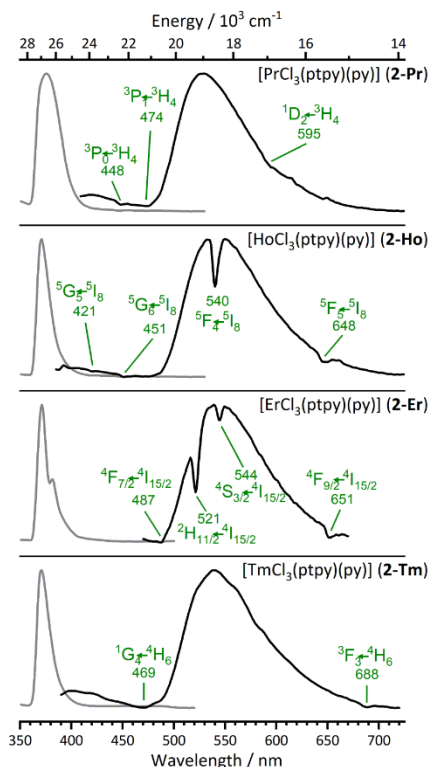 Energy / 10³ cm⁻¹
28 26 24 22 20 18 16 14
[PrCl₃(ptpy)(py)] (2-Pr)
³P₁←³H₄
474
¹D₂←³H₄
595
³P₀←³H₄
448
[HoCl₃(ptpy)(py)] (2-Ho)
⁵G₅←⁵I₈
421
⁵G₆←⁵I₈
451
540
⁵F₄←⁵I₈
⁵F₅←⁵I₈
648
[ErCl₃(ptpy)(py)] (2-Er)
⁴F₇/₂←⁴I₁₅/₂
487
544
⁴S₃/₂←⁴I₁₅/₂
⁴F₉/₂←⁴I₁₅/₂
651
521
²H₁₁/₂←⁴I₁₅/₂
[TmCl₃(ptpy)(py)] (2-Tm)
¹G₄←⁴H₆
469
³F₃←⁴H₆
688
350 400 450 500 550 600 650 700
Wavelength / nm